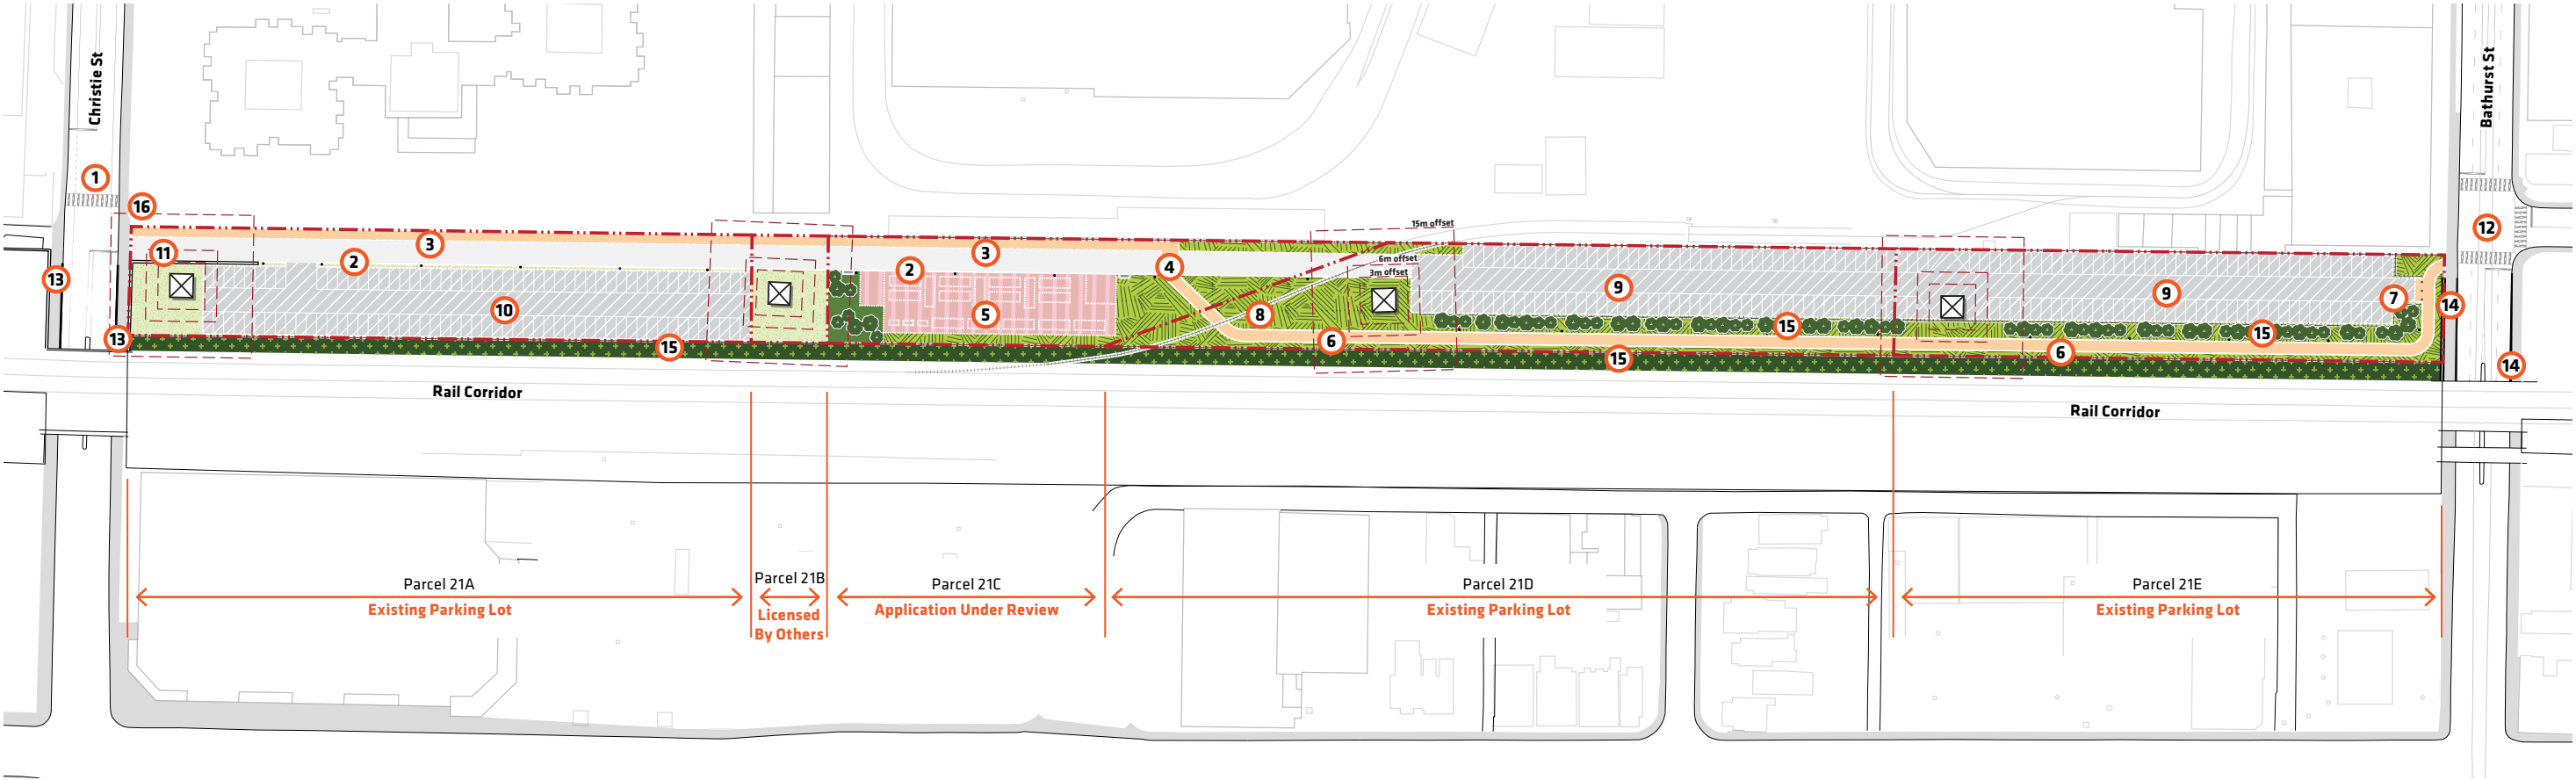 Christie St
Bathurst St
1
16
15m offset
12
11
3
3
2
2
4
6m offset
3m offset
13
9
9
7
14
10
5
8
6
15
15
13
15
6
15
14
Rail Corridor
Rail Corridor
Parcel 21A
Existing Parking Lot
Parcel 21B
Licensed
By Others
Parcel 21C
Application Under Review
Parcel 21D
Existing Parking Lot
Parcel 21E
Existing Parking Lot